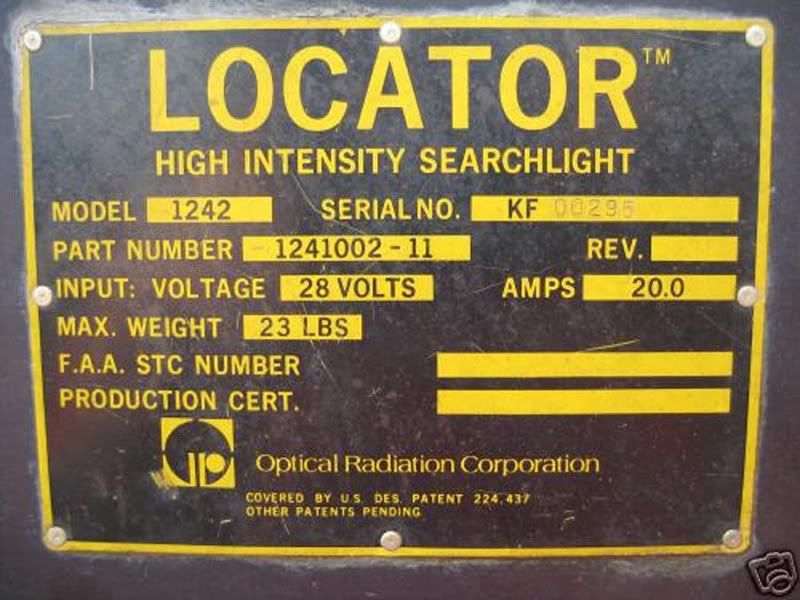 LOCATOR™
HIGH INTENSITY SEARCHLIGHT
MODEL 1242 SERIAL NO. KF 00295
PART NUMBER -1241002-11 REV.
INPUT: VOLTAGE 28 VOLTS AMPS 20.0
MAX. WEIGHT 23 LBS
F.A.A. STC NUMBER
PRODUCTION CERT.
Optical Radiation Corporation
COVERED BY U.S. DES. PATENT 224,437
OTHER PATENTS PENDING